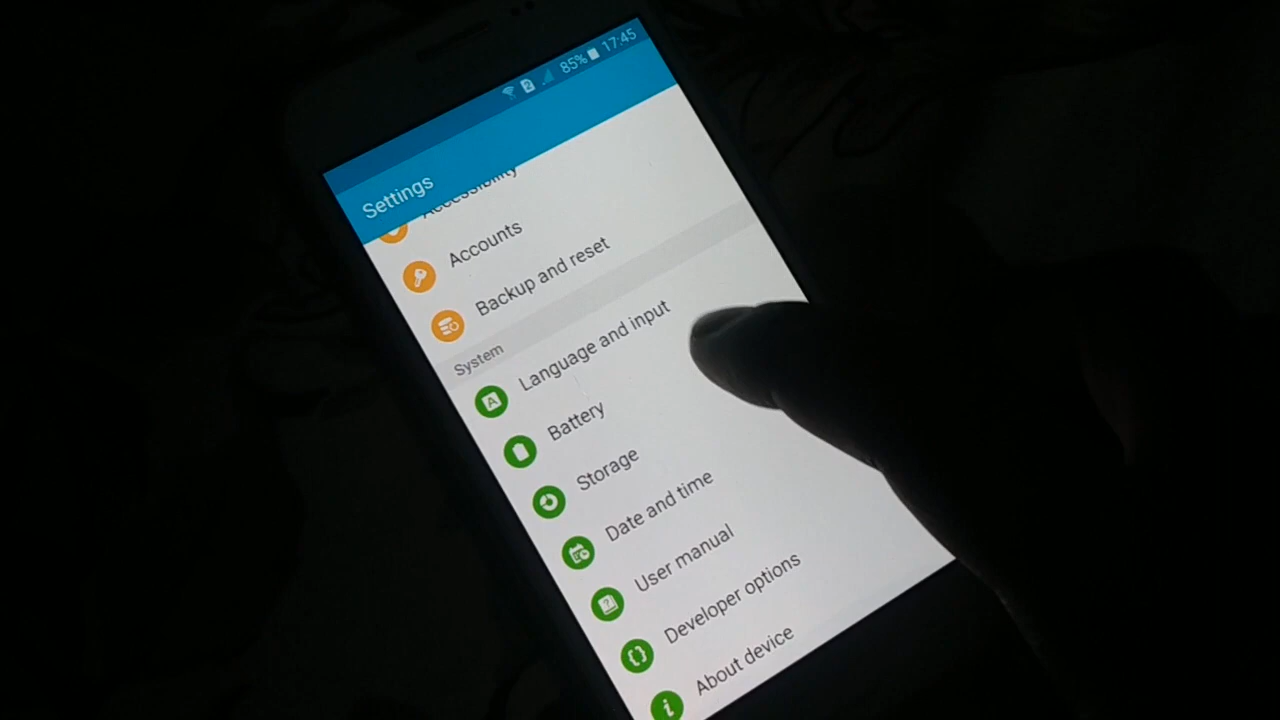 85% 17:45
Settings
Accessibility
Accounts
Backup and reset
System
Language and input
Battery
Storage
Date and time
User manual
Developer options
About device